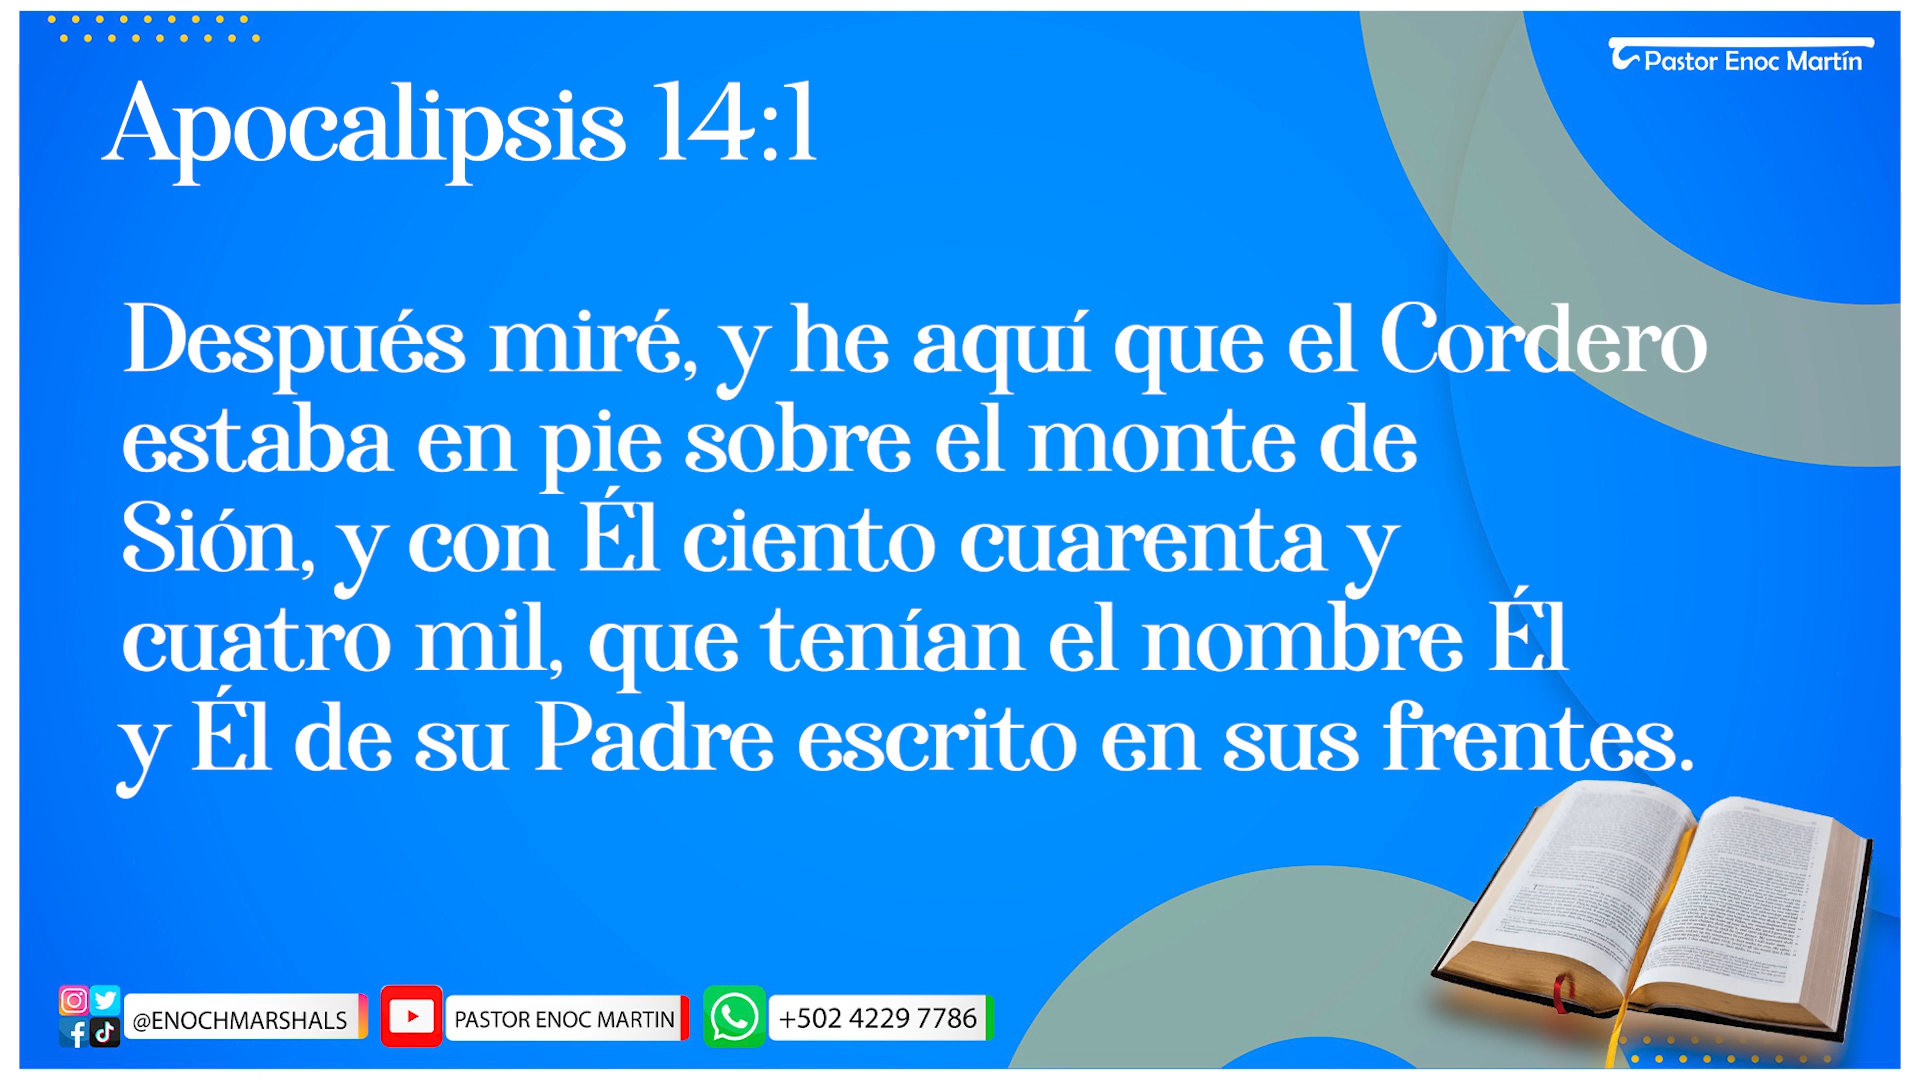 Pastor Enoc Martín
Apocalipsis 14:1
Después miré, y he aquí que el Cordero
estaba en pie sobre el monte de
Sión, y con Él ciento cuarenta y
cuatro mil, que tenían el nombre Él
y Él de su Padre escrito en sus frentes.
@ENOCHMARSHALS
PASTOR ENOC MARTIN
+502 4229 7786